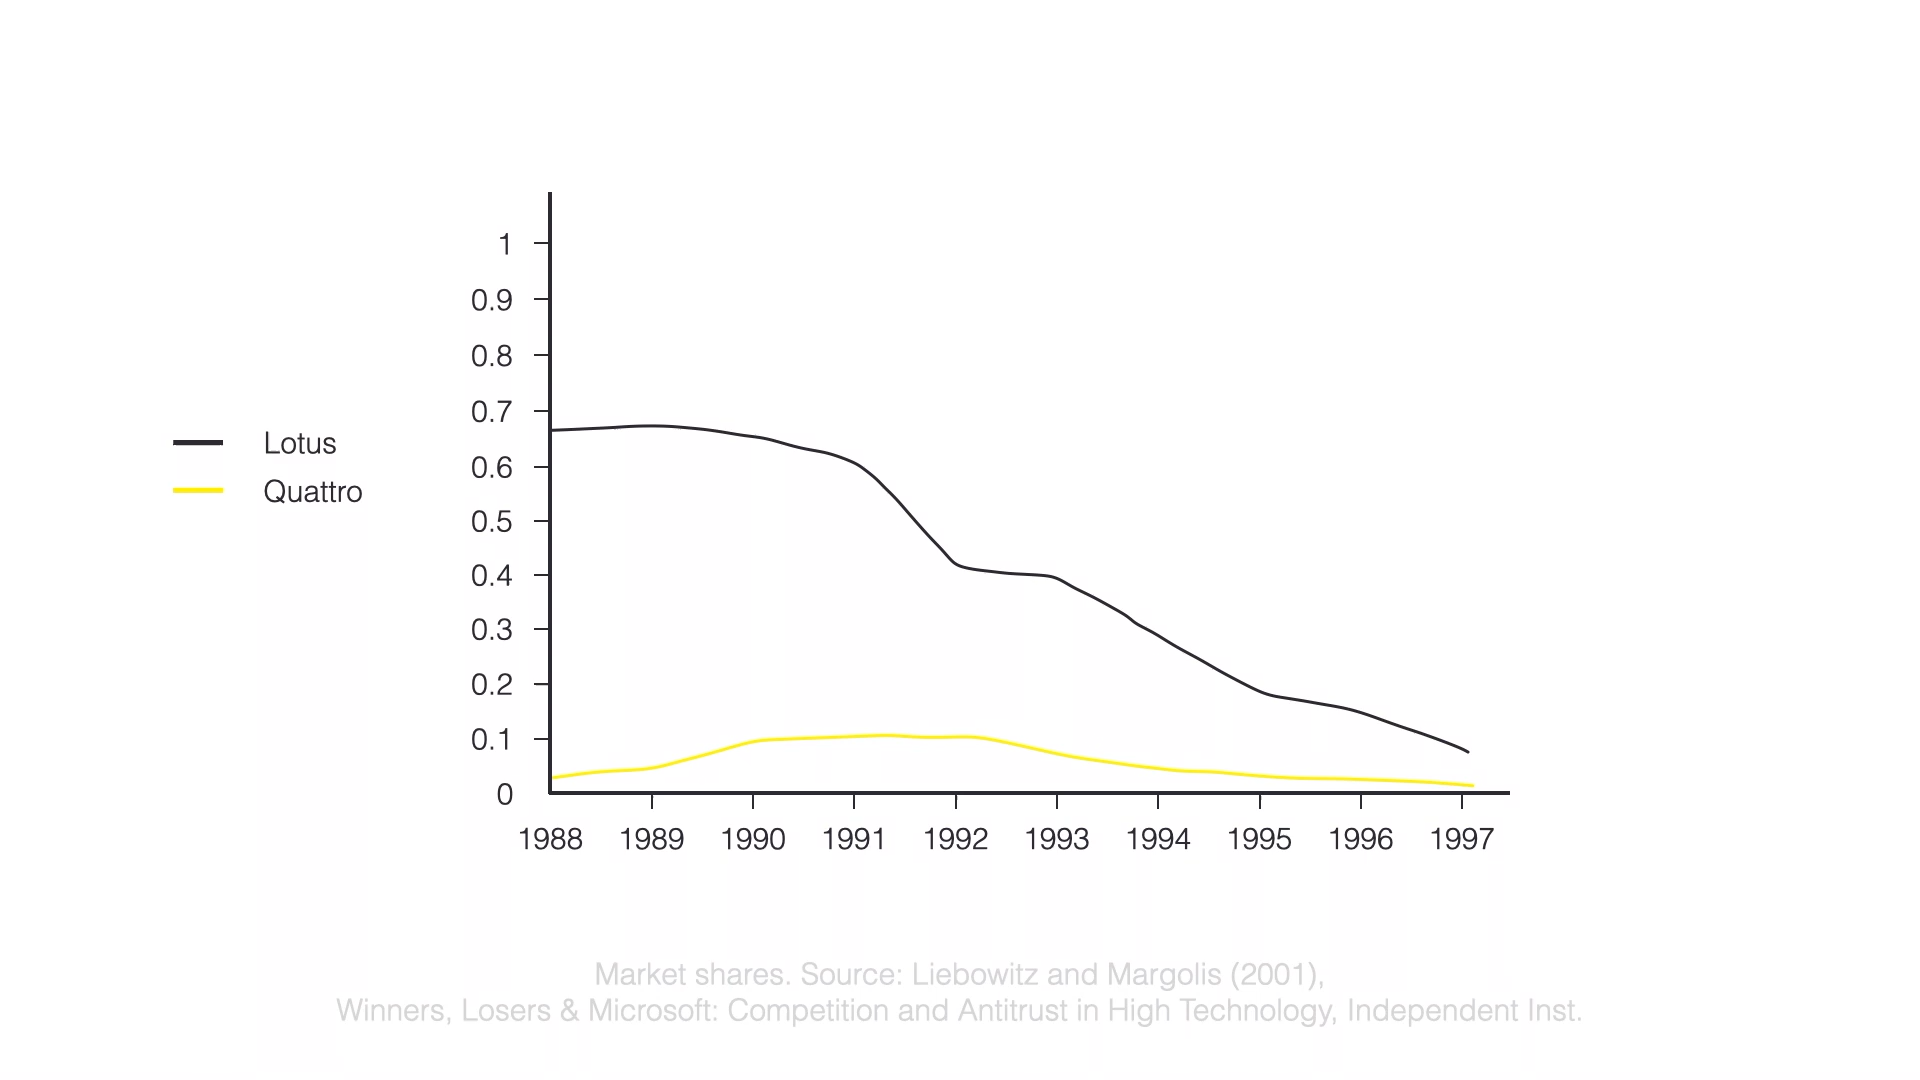 1
0.9
0.8
0.7
0.6
0.5
0.4
0.3
0.2
0.1
0
Lotus
Quattro
1988 1989 1990 1991 1992 1993 1994 1995 1996 1997
Market shares. Source: Liebowitz and Margolis (2001),
Winners, Losers & Microsoft: Competition and Antitrust in High Technology, Independent Inst.